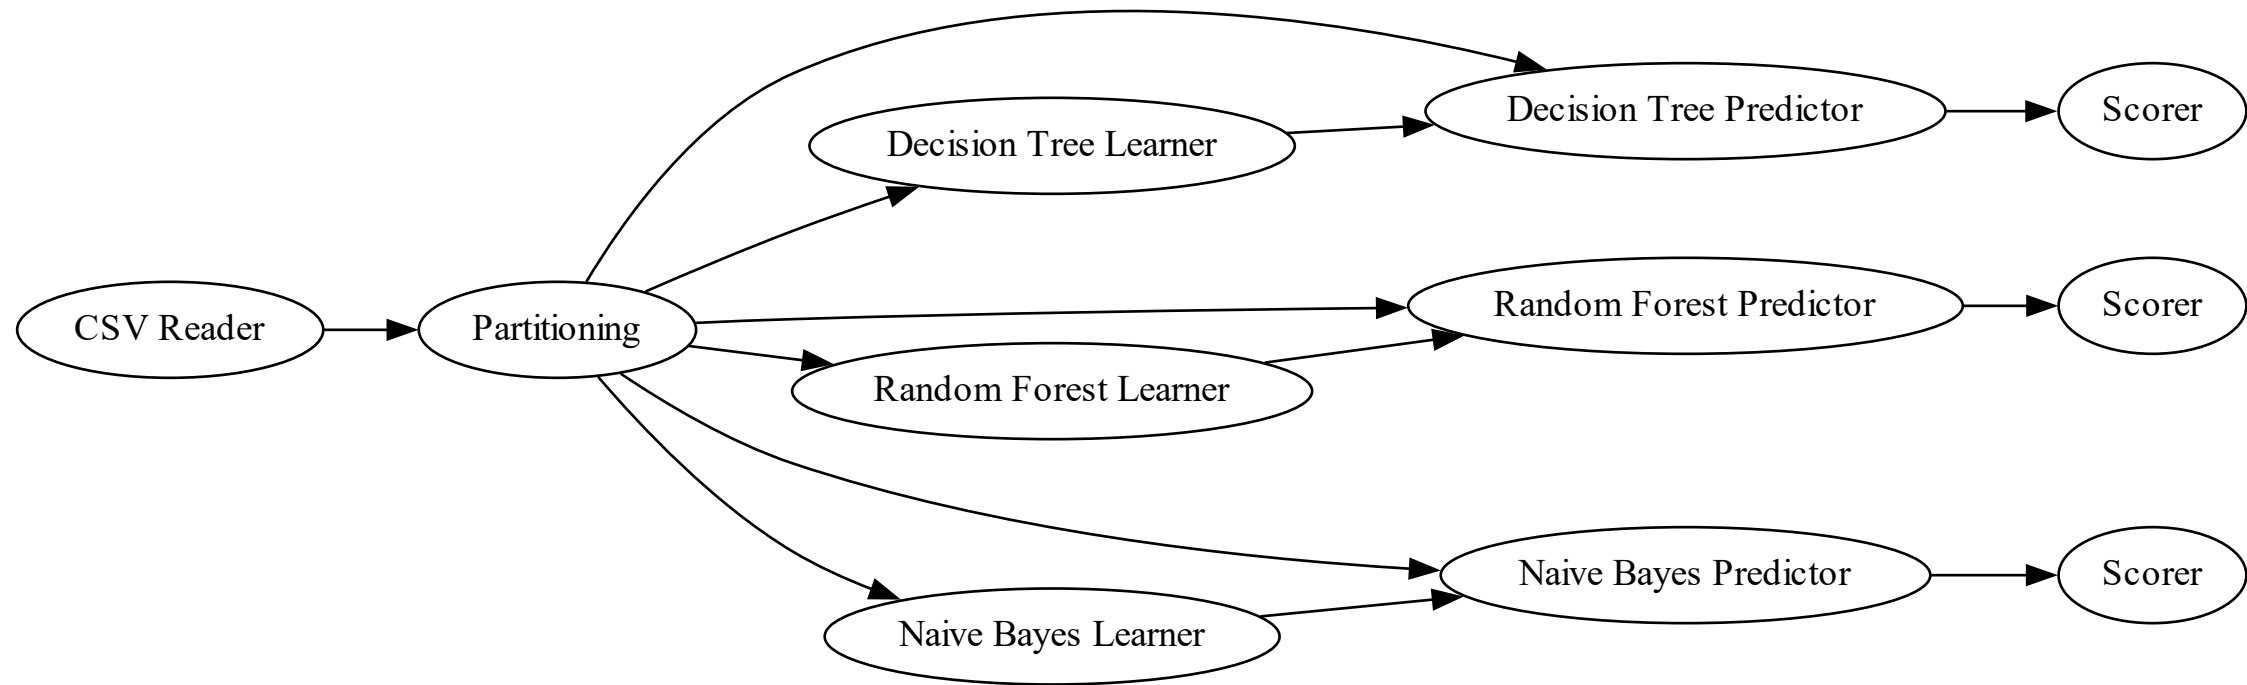 CSV Reader
Partitioning
Decision Tree Learner
Decision Tree Predictor
Scorer
Random Forest Learner
Random Forest Predictor
Scorer
Naive Bayes Learner
Naive Bayes Predictor
Scorer